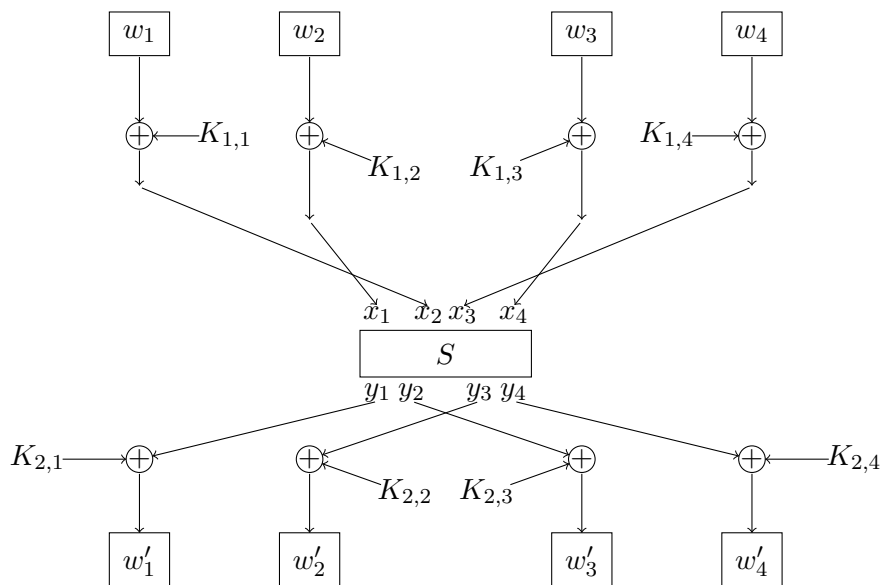 w₁ w₂ w₃ w₄
+ K₁,₁ + + K₁,₄ +
K₁,₂ K₁,₃
x₁ x₂ x₃ x₄
S
y₁ y₂ y₃ y₄
K₂,₁ + + + + K₂,₄
K₂,₂ K₂,₃
w′₁ w′₂ w′₃ w′₄